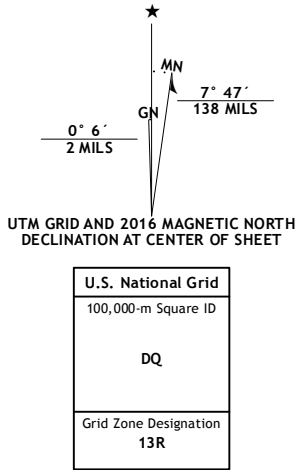 ★
MN
7° 47´
138 MILS
GN
0° 6´
2 MILS
UTM GRID AND 2016 MAGNETIC NORTH
DECLINATION AT CENTER OF SHEET
U.S. National Grid
100,000-m Square ID
DQ
Grid Zone Designation
13R